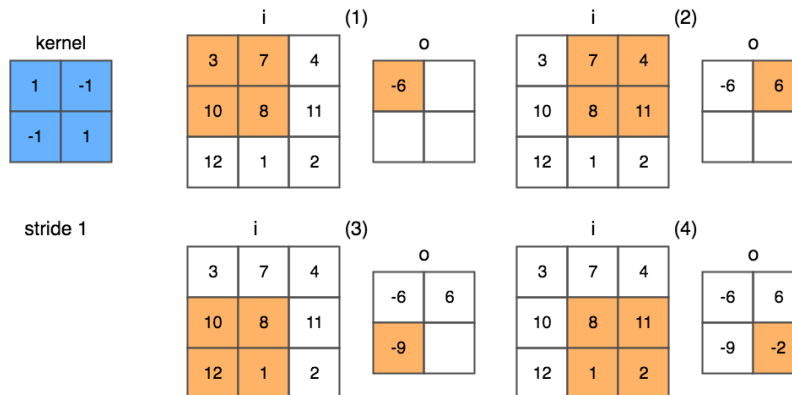 i (1) i (2)
kernel o o
3 7 4 3 7 4
1 -1 -6 -6 6
10 8 11 10 8 11
-1 1
12 1 2 12 1 2
stride 1 i (3) i (4)
o o
3 7 4 3 7 4
-6 6 -6 6
10 8 11 10 8 11
-9 -9 -2
12 1 2 12 1 2